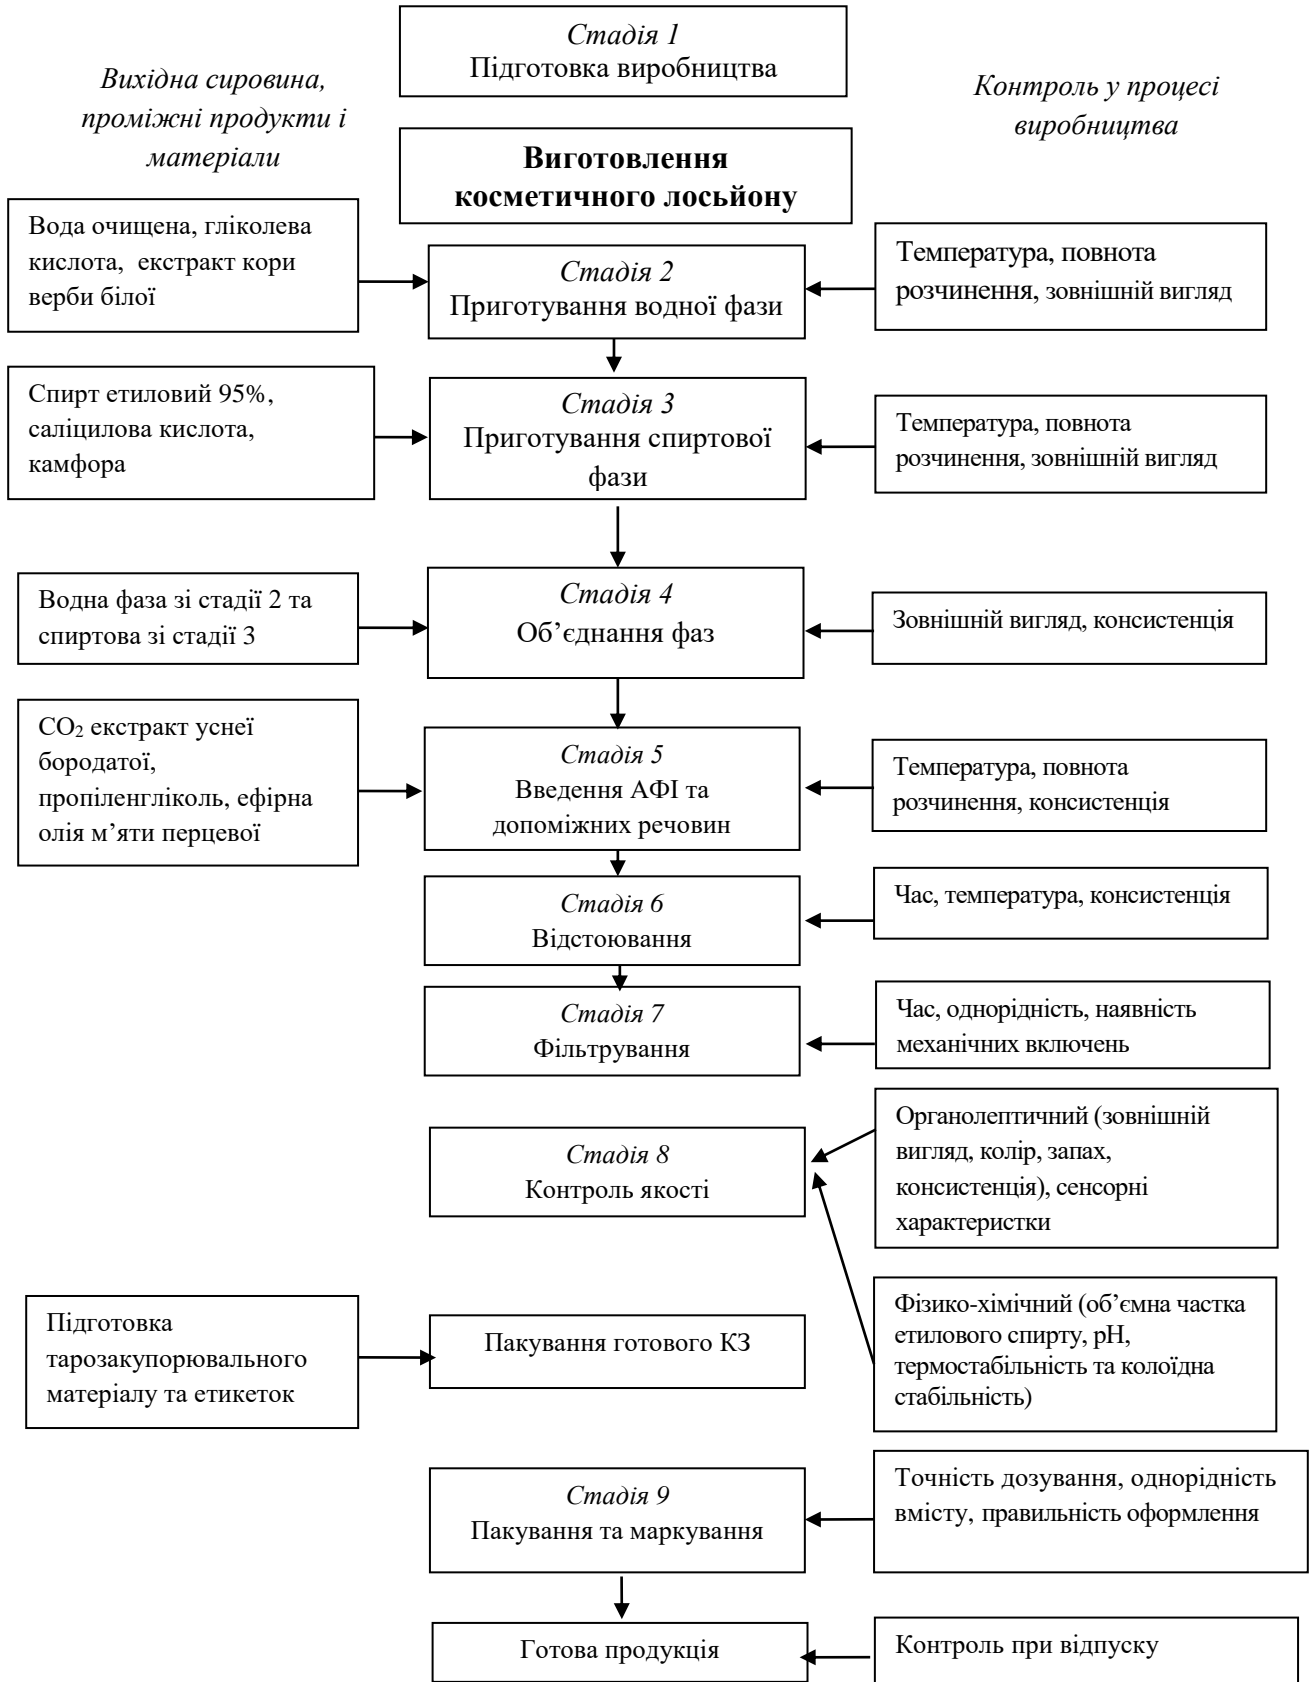 Стадія 1
Підготовка виробництва
Вихідна сировина,
проміжні продукти і
матеріали
Контроль у процесі
виробництва
Виготовлення
косметичного лосьйону
Вода очищена, гліколева
кислота, екстракт кори
верби білої
Стадія 2
Приготування водної фази
Температура, повнота
розчинення, зовнішній вигляд
Спирт етиловий 95%,
саліцилова кислота,
камфора
Стадія 3
Приготування спиртової
фази
Температура, повнота
розчинення, зовнішній вигляд
Водна фаза зі стадії 2 та
спиртова зі стадії 3
Стадія 4
Об’єднання фаз
Зовнішній вигляд, консистенція
СО₂ екстракт уснеї
бородатої,
пропіленгліколь, ефірна
олія м’яти перцевої
Стадія 5
Введення АФІ та
допоміжних речовин
Температура, повнота
розчинення, консистенція
Стадія 6
Відстоювання
Час, температура, консистенція
Стадія 7
Фільтрування
Час, однорідність, наявність
механічних включень
Стадія 8
Контроль якості
Органолептичний (зовнішній
вигляд, колір, запах,
консистенція), сенсорні
характеристки
Фізико-хімічний (об’ємна частка
етилового спирту, рН,
термостабільність та колоїдна
стабільність)
Підготовка
тарозакупорювального
матеріалу та етикеток
Пакування готового КЗ
Стадія 9
Пакування та маркування
Точність дозування, однорідність
вмісту, правильність оформлення
Готова продукція
Контроль при відпуску